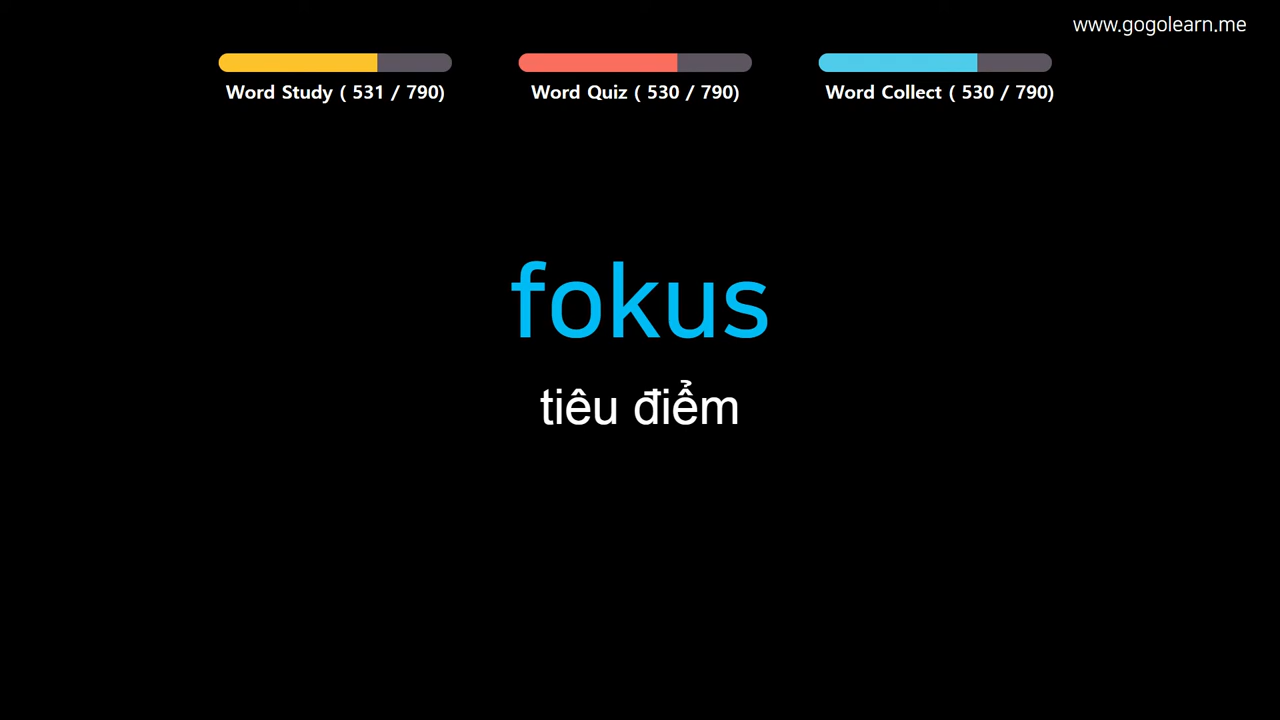 www.gogolearn.me
Word Study ( 531 / 790)
Word Quiz ( 530 / 790)
Word Collect ( 530 / 790)
fokus
tiêu điểm